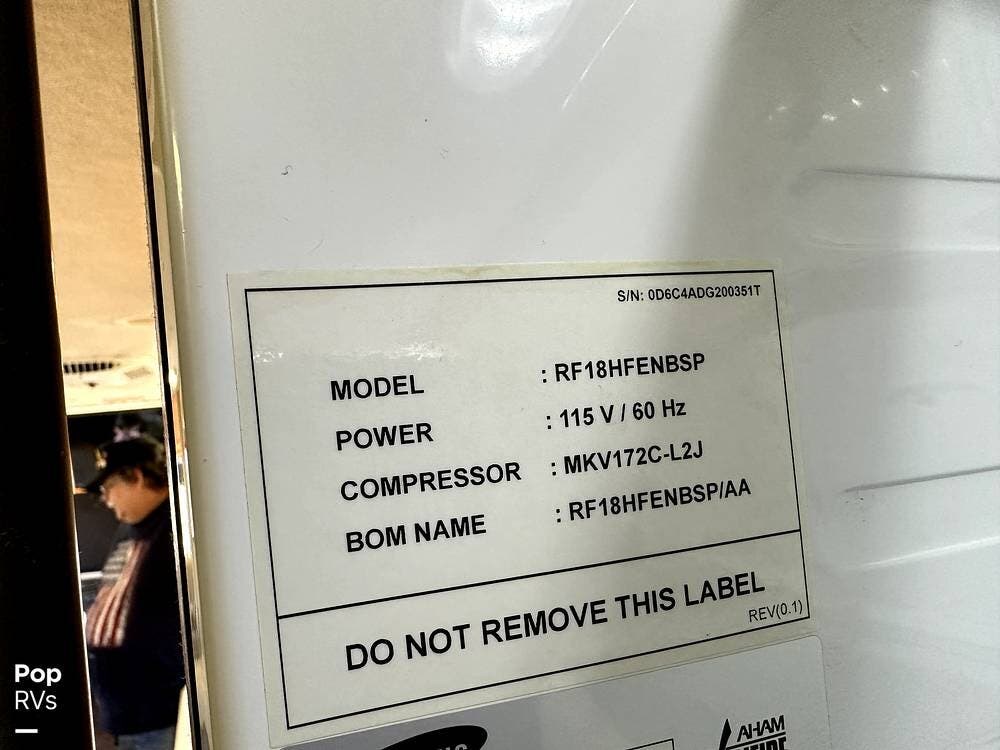 S/N: 0D6C4ADG200351T
MODEL : RF18HFENBSP
POWER : 115 V / 60 Hz
COMPRESSOR : MKV172C-L2J
BOM NAME : RF18HFENBSP/AA
DO NOT REMOVE THIS LABEL
REV(0.1)
AHAM
Pop
RVs